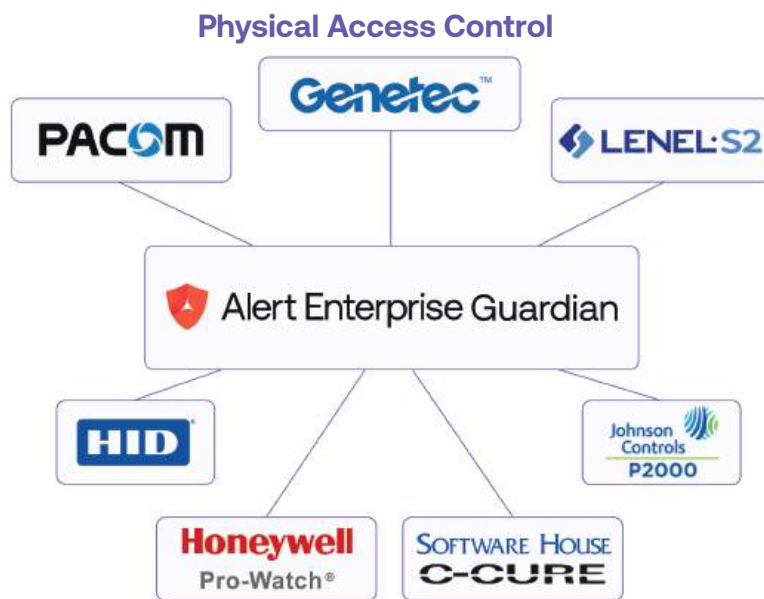 Physical Access Control
Genetec™
PACOM
LENEL:S2
Alert Enterprise Guardian
HID®
Johnson
Controls
P2000
Honeywell
Pro-Watch®
SOFTWARE HOUSE
C-CURE